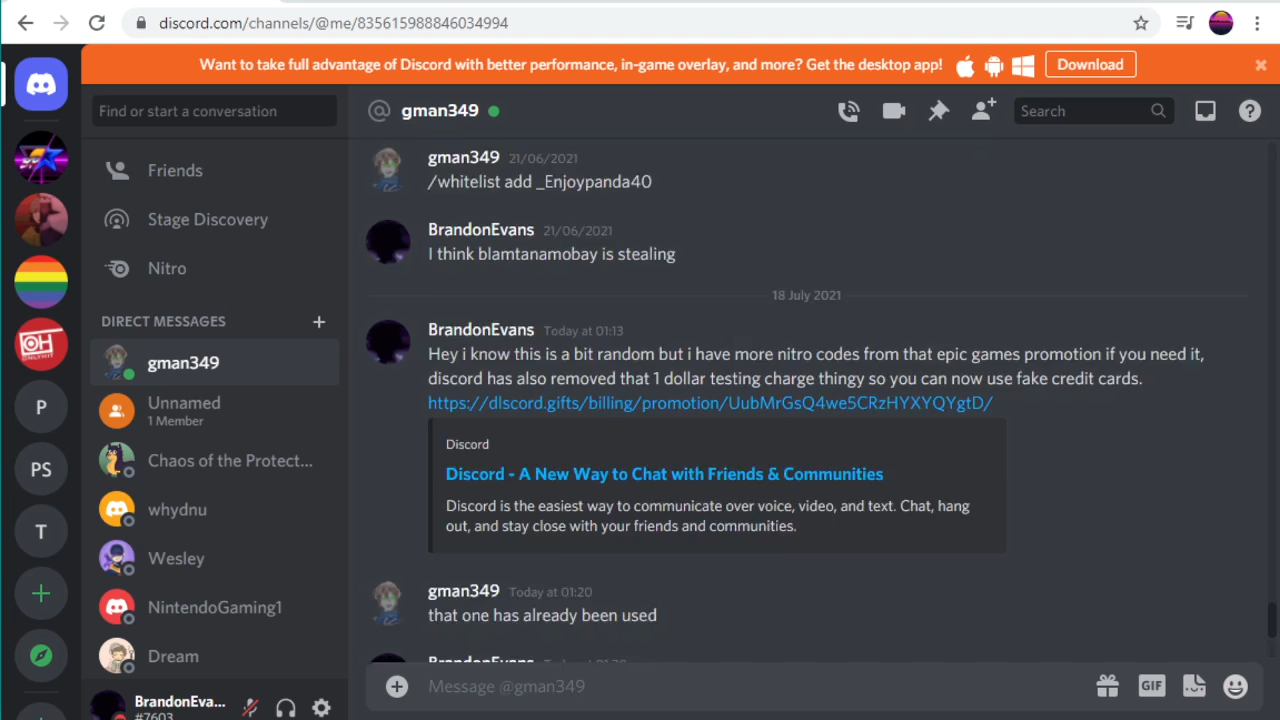 discord.com/channels/@me/835615988846034994
Want to take full advantage of Discord with better performance, in-game overlay, and more? Get the desktop app!
Download
Find or start a conversation
Friends
Stage Discovery
Nitro
DIRECT MESSAGES
gman349
Unnamed
1 Member
Chaos of the Protect...
whydnu
Wesley
NintendoGaming1
Dream
BrandonEva...
#7603
OH
ONLYHIT
P
PS
T
gman349
Search
gman349 21/06/2021
/whitelist add _Enjoypanda40
BrandonEvans 21/06/2021
I think blamtanamobay is stealing
18 July 2021
BrandonEvans Today at 01:13
Hey i know this is a bit random but i have more nitro codes from that epic games promotion if you need it,
discord has also removed that 1 dollar testing charge thingy so you can now use fake credit cards.
https://dlscord.gifts/billing/promotion/UubMrGsQ4we5CRzHYXYQYgtD/
Discord
Discord - A New Way to Chat with Friends & Communities
Discord is the easiest way to communicate over voice, video, and text. Chat, hang
out, and stay close with your friends and communities.
gman349 Today at 01:20
that one has already been used
BrandonEvans
Message @gman349
GIF